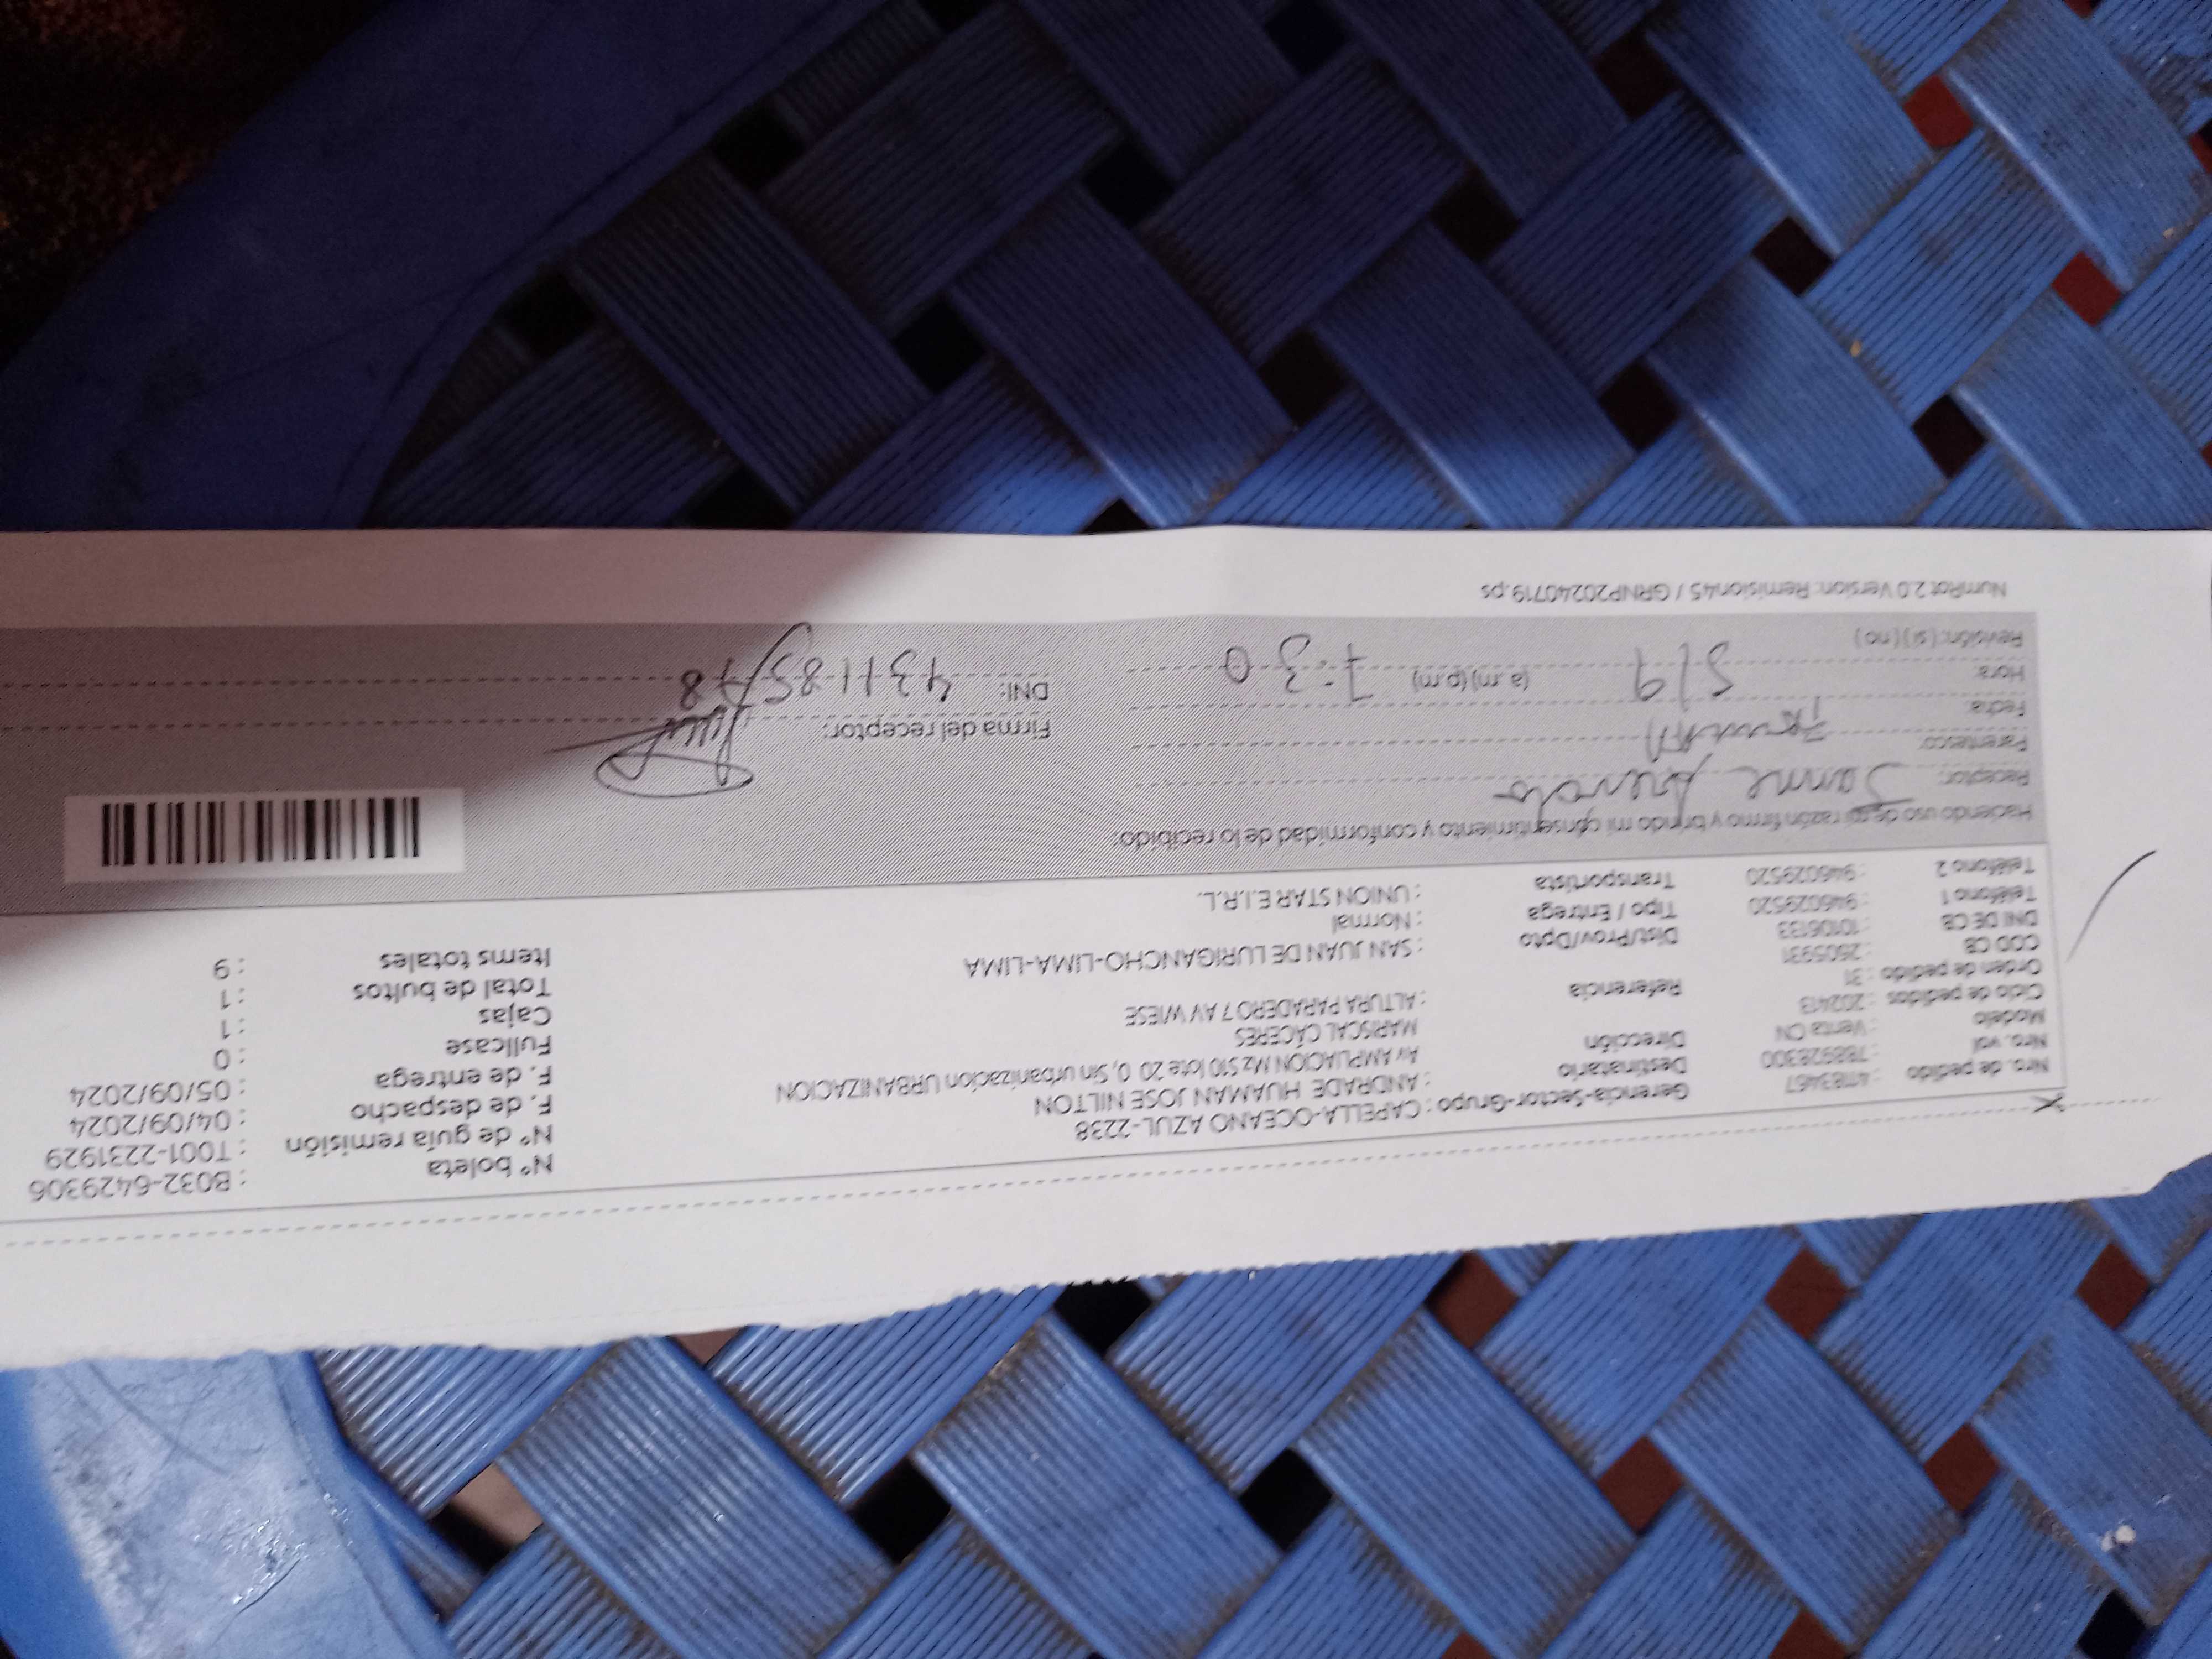 Nro. de pedido : 41183467
Nro. vol : 788928300
Modelo : Venta CN
Ciclo de pedidos : 202413
Orden de pedido : 31
COD CB : 2605931
DNI DE CB : 10106133
Teléfono 1 : 946029520
Teléfono 2 : 946029520
Gerencia-Sector-Grupo : CAPELLA-OCEANO AZUL-2238
Destinatario : ANDRADE HUAMAN JOSE NILTON
Dirección : Av AMPLIACION Mz S10 lote 20 0, Sin urbanización URBANIZACION
MARISCAL CÁCERES
Referencia : ALTURA PARADERO 7 AV WIESE
Dist/Prov/Dpto : SAN JUAN DE LURIGANCHO-LIMA-LIMA
Tipo / Entrega : Normal
Transportista : UNION STAR E.I.R.L.
N° boleta : B032-6429306
N° de guía remisión : T001-2231929
F. de despacho : 04/09/2024
F. de entrega : 05/09/2024
Fullcase : 0
Cajas : 1
Total de bultos : 1
Items totales : 9
Haciendo uso de mi razón firmo y brindo mi consentimiento y conformidad de lo recibido:
Receptor:
Parentesco:
Fecha: 5/9
Hora: (a.m)(p.m) 7:30
Revisión: (si) (no)
Firma del receptor:
DNI:
NumRot 2.0 Version: Remision45 / GRNP20240719.ps